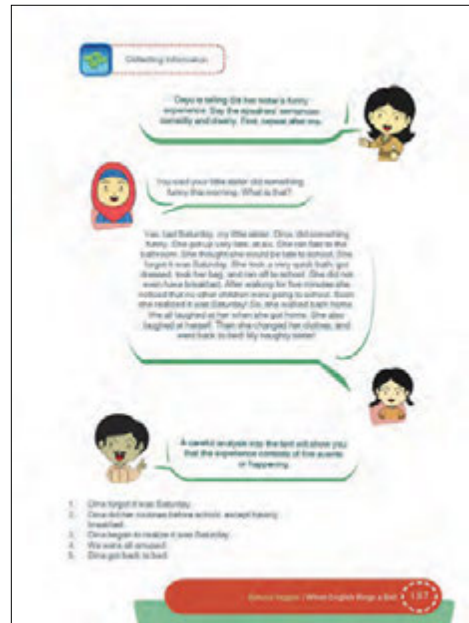 Collecting Information
Dayu is telling Siti her sister's funny
experience. Say the speakers' sentences
correctly and clearly. First, repeat after me.
You said your little sister did something
funny this morning. What is that?
Yes, last Saturday, my little sister, Dina, did something
funny. She got up very late, at six. She ran fast to the
bathroom. She thought she would be late to school. She
forgot it was Saturday. She took a very quick bath, got
dressed, took her bag, and ran off to school. She did not
even have breakfast. After walking for five minutes she
noticed that no other children were going to school. Soon
she realized it was Saturday! So, she walked back home.
We all laughed at her when she got home. She also
laughed at herself. Then she changed her clothes, and
went back to bed! My naughty sister!
A careful analysis the text will show you
that the experience consists of five events
or happening.
1. Dina forgot it was Saturday.
2. Dina did her routines before school, except having
breakfast.
3. Dina began to realize it was Saturday.
4. We were all amused.
5. Dina got back to bed.
Bahasa Inggris / When English Rings a Bell